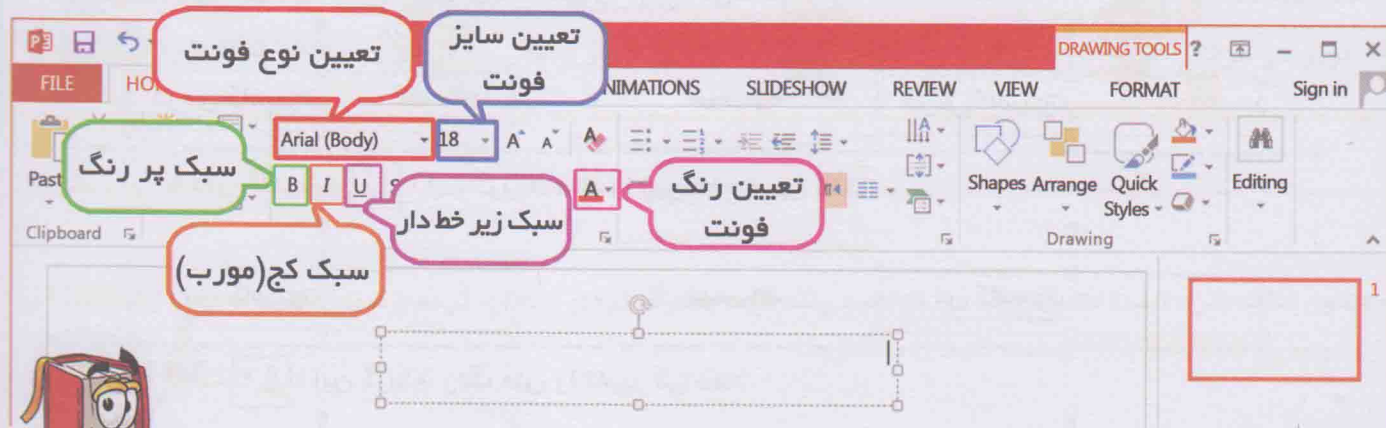 تعیین نوع فونت
تعیین سایز
فونت
DRAWING TOOLS ?
FILE
NIMATIONS SLIDESHOW REVIEW VIEW FORMAT Sign in
Arial (Body) 18 A A A
سبک پر رنگ
B I U
سبک زیر خط دار
A
تعیین رنگ
فونت
Shapes Arrange Quick
Styles
Editing
Clipboard
Drawing
سبک کج(مورب)
1